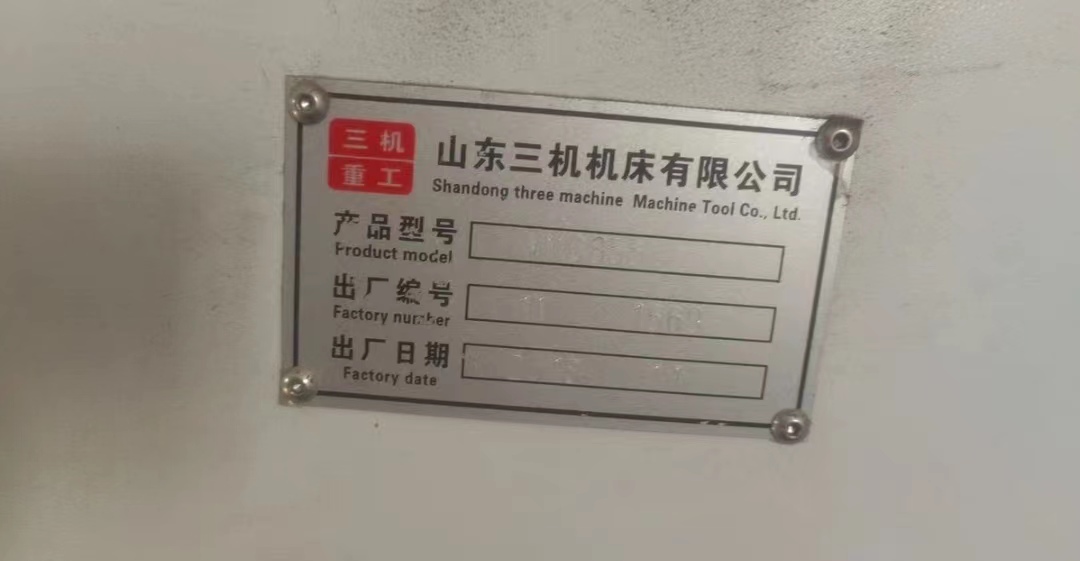 三机
重工
山东三机机床有限公司
Shandong three machine Machine Tool Co., Ltd.
产品型号
Product model
出厂编号
Factory number
出厂日期
Factory date